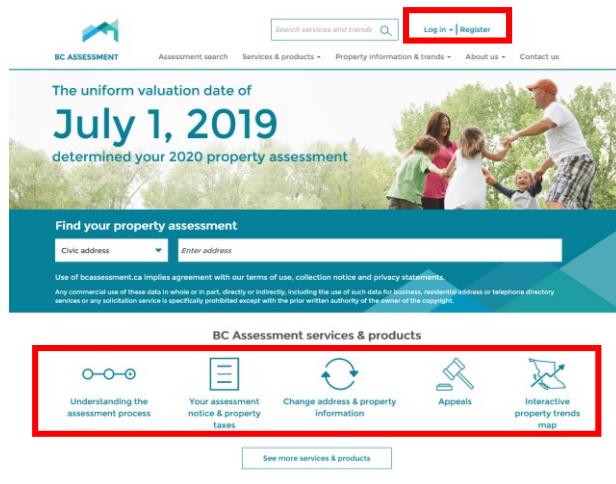 Search services and trends
Log in
Register
BC ASSESSMENT
Assessment search
Services & products
Property information & trends
About us
Contact us
The uniform valuation date of
July 1, 2019
determined your 2020 property assessment
Find your property assessment
Civic address
Enter address
Use of bcassessment.ca implies agreement with our terms of use, collection notice and privacy statements.
Any commercial use of these data in whole or in part, directly or indirectly, including the use of such data for business, residential address or telephone directory
services or any solicitation service is specifically prohibited except with the prior written authority of the owner of the copyright.
BC Assessment services & products
Understanding the
assessment process
Your assessment
notice & property
taxes
Change address & property
information
Appeals
Interactive
property trends
map
See more services & products